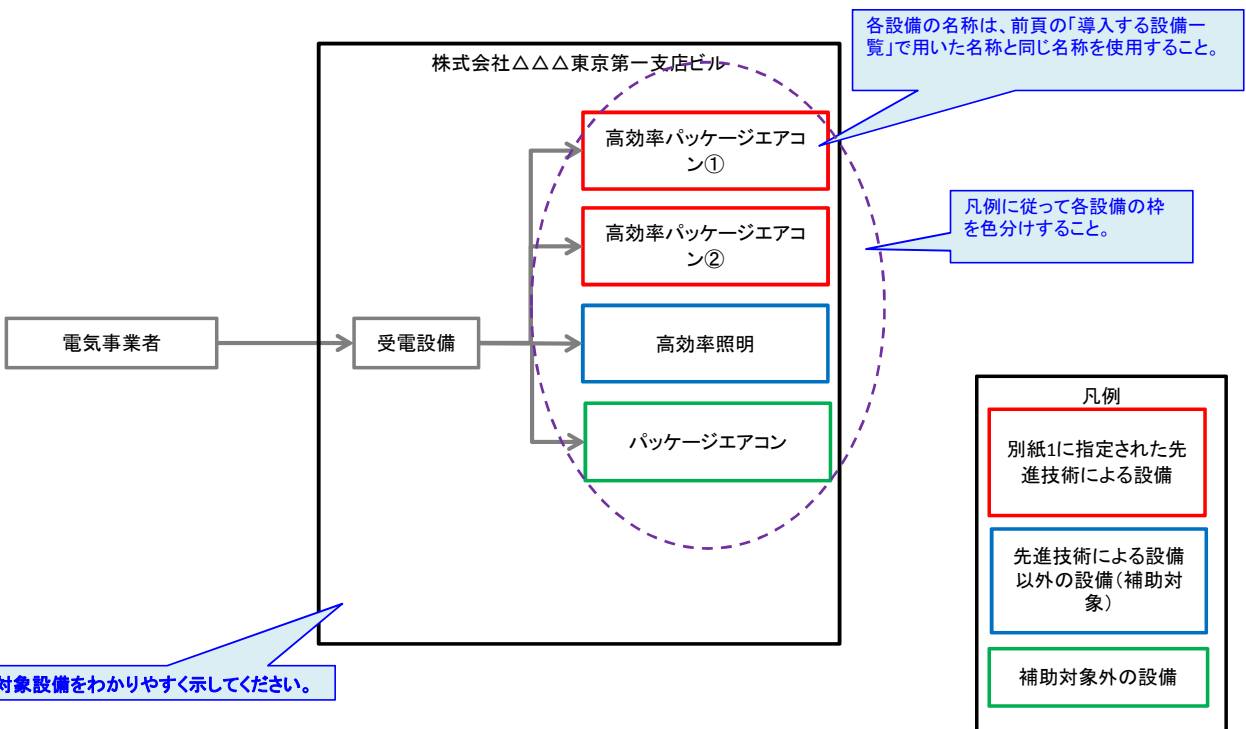 各設備の名称は、前頁の「導入する設備一
覧」で用いた名称と同じ名称を使用すること。
株式会社△△△東京第一支店ビル
高効率パッケージエアコ
ン①
凡例に従って各設備の枠
を色分けすること。
高効率パッケージエアコ
ン②
電気事業者
受電設備
高効率照明
パッケージエアコン
凡例
別紙1に指定された先
進技術による設備
先進技術による設備
以外の設備(補助対
象)
補助対象外の設備
対象設備をわかりやすく示してください。